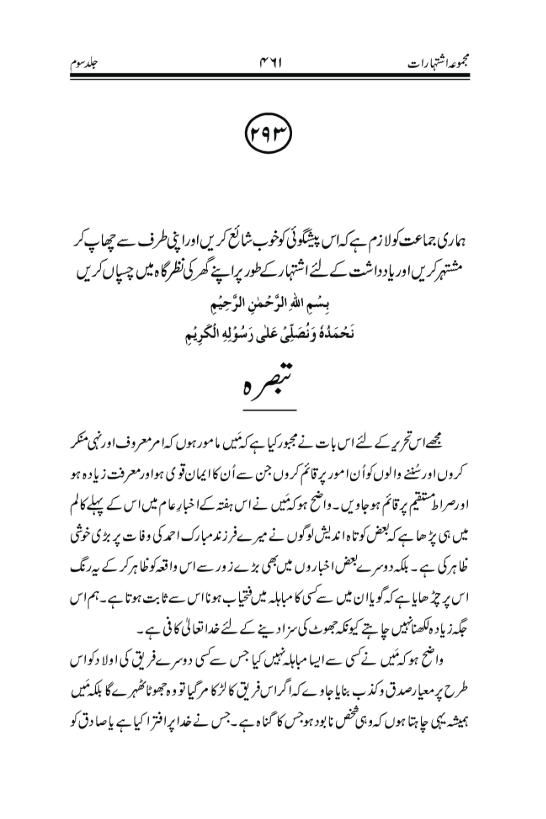 مجموعہ اشتہارات ۴۶۱ جلد سوم
۲۹۳
ہماری جماعت کو لازم ہے کہ اس پیشگوئی کو خوب شائع کریں اور اپنی طرف سے چھاپ کر
مشتہر کریں اور یادداشت کے لئے اشتہار کے طور پر اپنے گھر کی نظر گاہ میں چسپاں کریں
بِسْمِ اللّٰہِ الرَّحْمٰنِ الرَّحِیْمِ
نَحْمَدُہٗ وَنُصَلِّیْ عَلٰی رَسُوْلِہِ الْکَرِیْمِ
تبصرہ
مجھے اس تحریر کے لئے اس بات نے مجبور کیا ہے کہ مَیں مامور ہوں کہ امر معروف اور نہی منکر
کروں اور سُننے والوں کو اُن امور پر قائم کروں جن سے اُن کا ایمان قوی ہو اور معرفت زیادہ ہو
اور صراط مستقیم پر قائم ہو جاویں۔ واضح ہو کہ مَیں نے اس ہفتہ کے اخبار عام میں اس کے پہلے کالم
میں ہی پڑھا ہے کہ بعض کوتاہ اندیش لوگوں نے میرے فرزند مبارک احمد کی وفات پر بڑی خوشی
ظاہر کی ہے۔ بلکہ دوسرے بعض اخباروں میں بھی بڑے زور سے اس واقعہ کو ظاہر کر کے یہ رنگ
اس پر چڑھایا ہے کہ گویا ان میں سے کسی کا مباہلہ میں فتحیاب ہونا اس سے ثابت ہوتا ہے۔ ہم اس
جگہ زیادہ لکھنا نہیں چاہتے کیونکہ جھوٹ کی سزا دینے کے لئے خدا تعالیٰ کافی ہے۔
واضح ہو کہ مَیں نے کسی سے ایسا مباہلہ نہیں کیا جس سے کسی دوسرے فریق کی اولاد کو اس
طرح پر معیار صدق و کذب بنایا جاوے کہ اگر اس فریق کا لڑکا مر گیا تو وہ جھوٹا ٹھہرے گا بلکہ مَیں
ہمیشہ یہی چاہتا ہوں کہ وہی شخص نابود ہو جس کا گناہ ہے۔ جس نے خدا پر افترا کیا ہے یا صادق کو